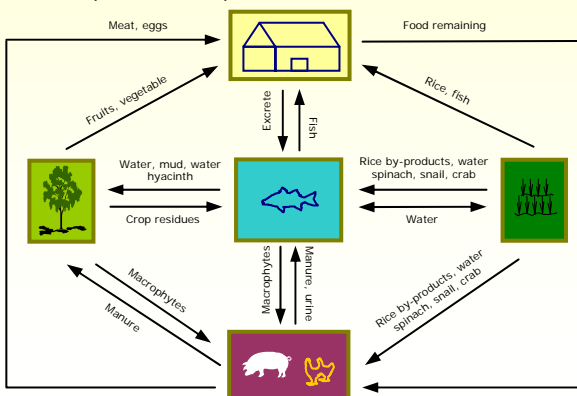 Meat, eggs
Food remaining
Fruits, vegetable
Excrete
Fish
Rice, fish
Water, mud, water
hyacinth
Crop residues
Rice by-products, water
spinach, snail, crab
Water
Macrophytes
Manure
Macrophytes
Manure, urine
Rice by-products, water
spinach, snail, crab